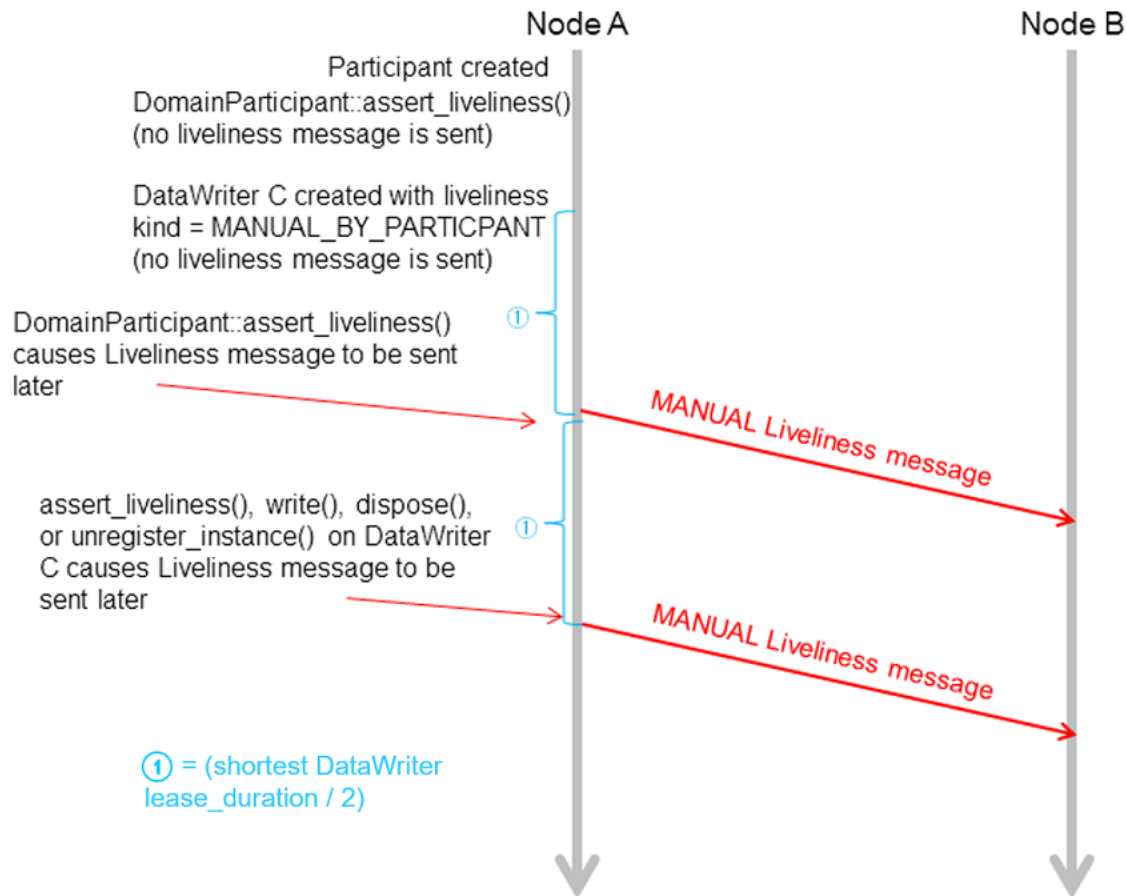 Node A
Node B
Participant created
DomainParticipant::assert_liveliness()
(no liveliness message is sent)
DataWriter C created with liveliness
kind = MANUAL_BY_PARTICPANT
(no liveliness message is sent)
①
DomainParticipant::assert_liveliness()
causes Liveliness message to be sent
later
MANUAL Liveliness message
assert_liveliness(), write(), dispose(),
or unregister_instance() on DataWriter
C causes Liveliness message to be
sent later
①
MANUAL Liveliness message
① = (shortest DataWriter
lease_duration / 2)